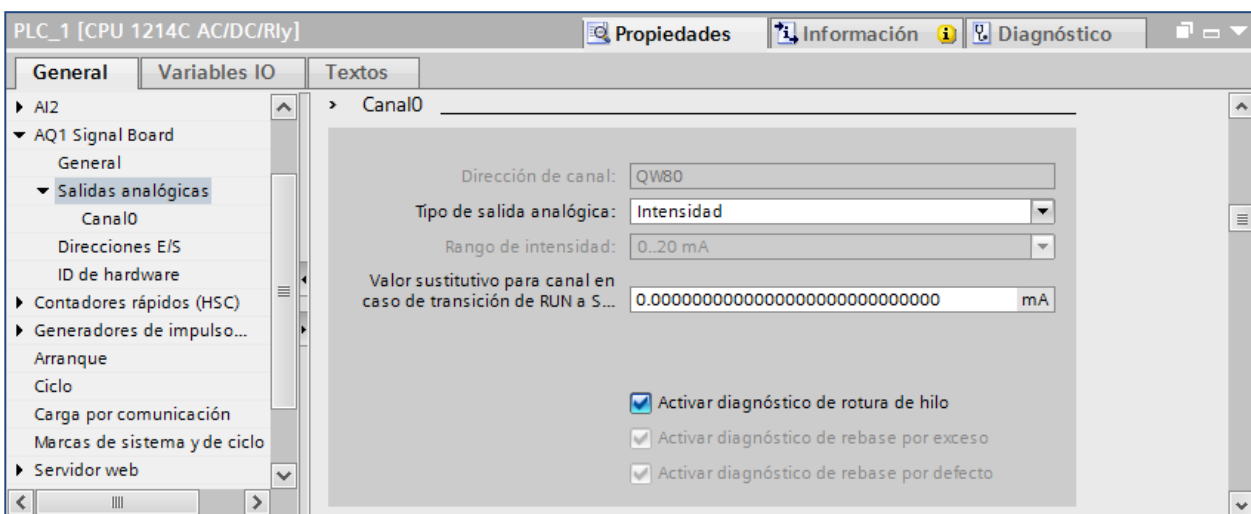 PLC_1 [CPU 1214C AC/DC/Rly]
Propiedades
Información
Diagnóstico
General
Variables IO
Textos
AI2
AQ1 Signal Board
General
Salidas analógicas
Canal0
Direcciones E/S
ID de hardware
Contadores rápidos (HSC)
Generadores de impulso...
Arranque
Ciclo
Carga por comunicación
Marcas de sistema y de ciclo
Servidor web
Canal0
Dirección de canal: QW80
Tipo de salida analógica: Intensidad
Rango de intensidad: 0..20 mA
Valor sustitutivo para canal en
caso de transición de RUN a S... 0.0000000000000000000000000000 mA
Activar diagnóstico de rotura de hilo
Activar diagnóstico de rebase por exceso
Activar diagnóstico de rebase por defecto